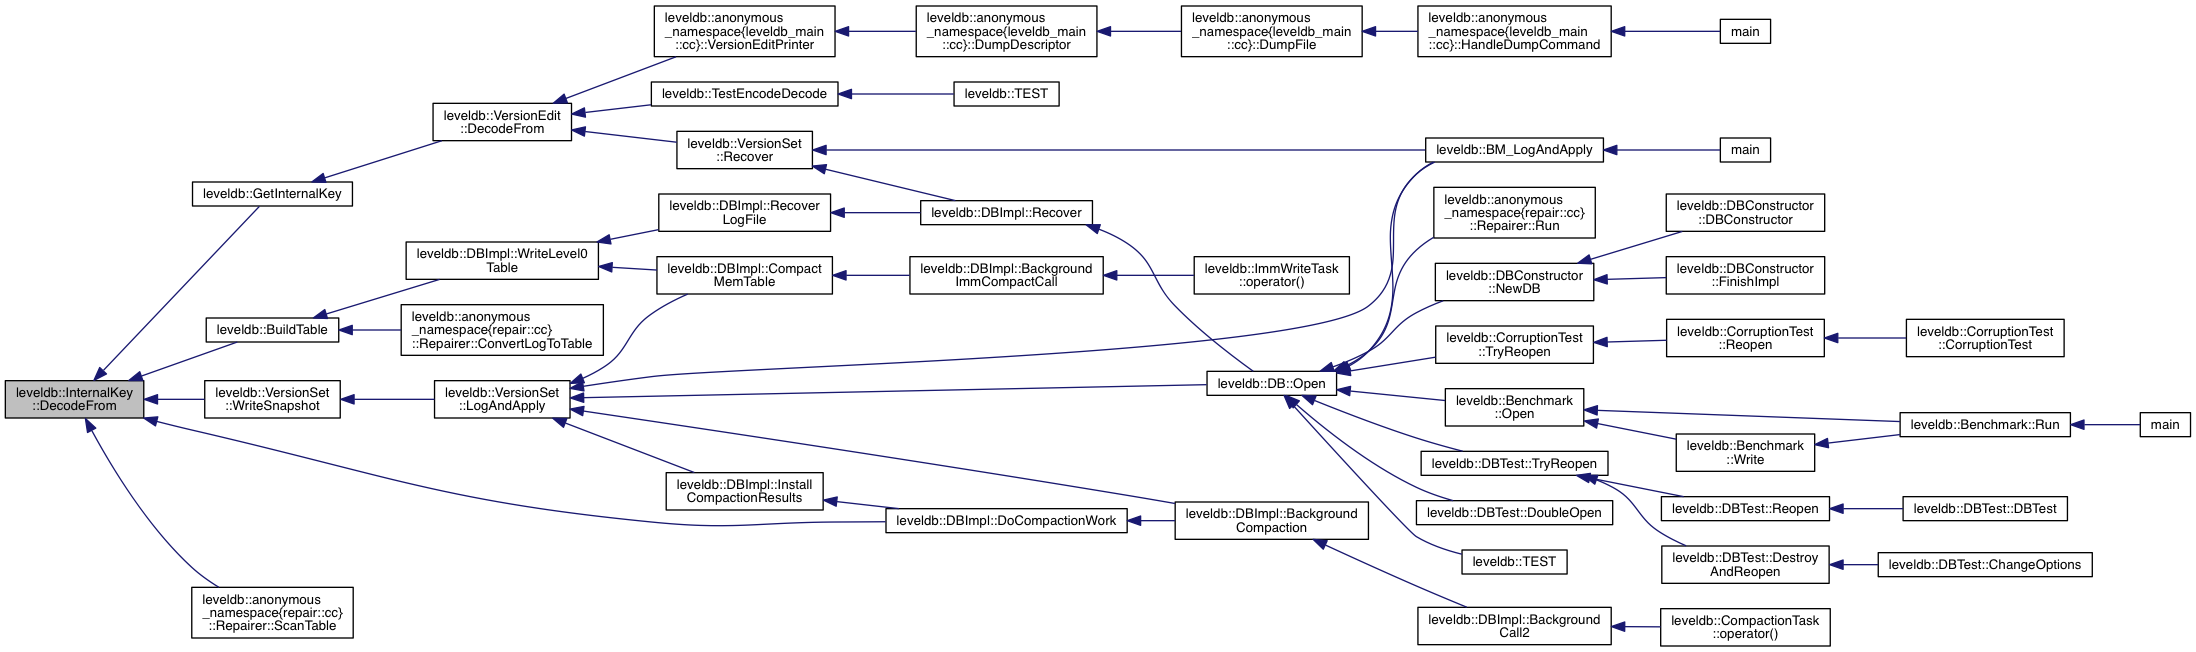 leveldb::InternalKey
::DecodeFrom
leveldb::GetInternalKey
leveldb::BuildTable
leveldb::VersionSet
::WriteSnapshot
leveldb::anonymous
_namespace{repair::cc}
::Repairer::ScanTable
leveldb::VersionEdit
::DecodeFrom
leveldb::DBImpl::WriteLevel0
Table
leveldb::anonymous
_namespace{repair::cc}
::Repairer::ConvertLogToTable
leveldb::VersionSet
::LogAndApply
leveldb::anonymous
_namespace{leveldb_main
::cc}::VersionEditPrinter
leveldb::TestEncodeDecode
leveldb::VersionSet
::Recover
leveldb::DBImpl::Recover
LogFile
leveldb::DBImpl::Compact
MemTable
leveldb::DBImpl::Install
CompactionResults
leveldb::anonymous
_namespace{leveldb_main
::cc}::DumpDescriptor
leveldb::TEST
leveldb::DBImpl::Recover
leveldb::DBImpl::Background
ImmCompactCall
leveldb::DBImpl::DoCompactionWork
leveldb::anonymous
_namespace{leveldb_main
::cc}::DumpFile
leveldb::ImmWriteTask
::operator()
leveldb::DB::Open
leveldb::DBImpl::Background
Compaction
leveldb::anonymous
_namespace{leveldb_main
::cc}::HandleDumpCommand
leveldb::BM_LogAndApply
leveldb::anonymous
_namespace{repair::cc}
::Repairer::Run
leveldb::DBConstructor
::NewDB
leveldb::CorruptionTest
::TryReopen
leveldb::Benchmark
::Open
leveldb::DBTest::TryReopen
leveldb::DBTest::DoubleOpen
leveldb::TEST
leveldb::DBImpl::Background
Call2
main
main
leveldb::DBConstructor
::DBConstructor
leveldb::DBConstructor
::FinishImpl
leveldb::CorruptionTest
::Reopen
leveldb::Benchmark
::Write
leveldb::DBTest::Reopen
leveldb::DBTest::Destroy
AndReopen
leveldb::CompactionTask
::operator()
leveldb::CorruptionTest
::CorruptionTest
leveldb::Benchmark::Run
leveldb::DBTest::DBTest
leveldb::DBTest::ChangeOptions
main